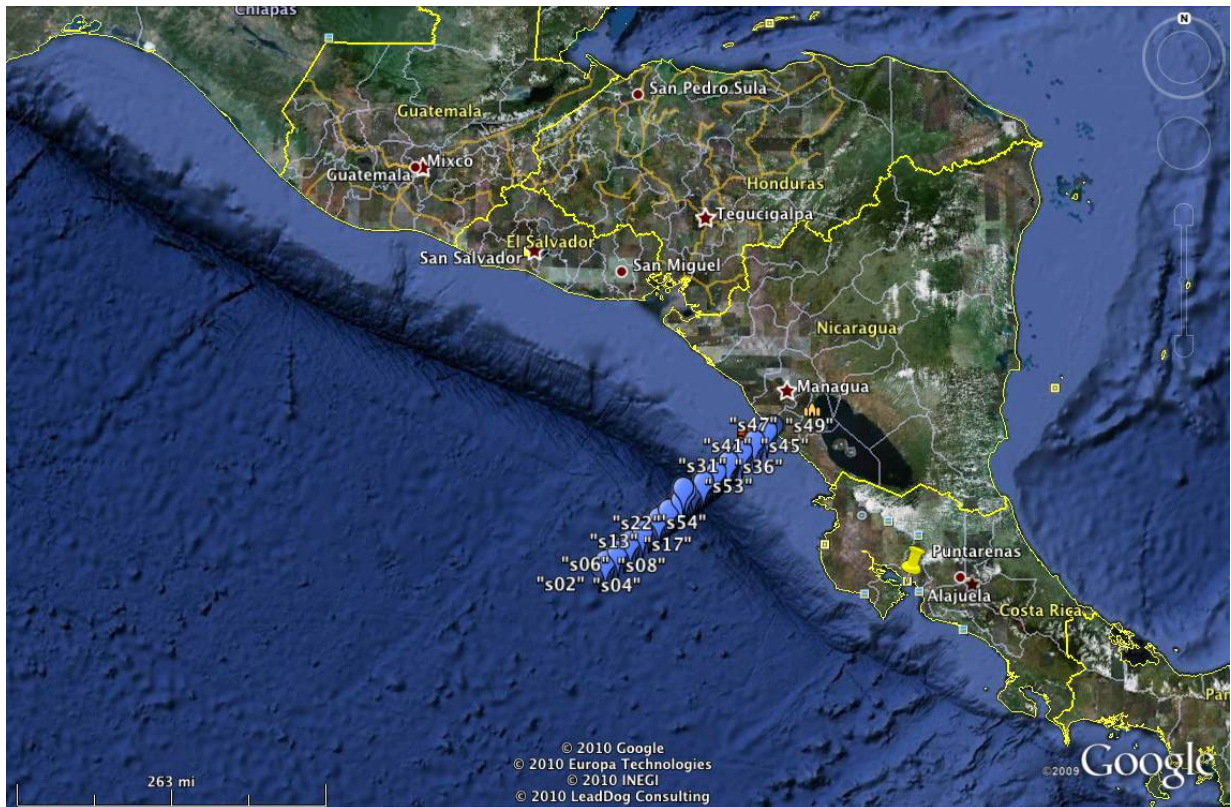 Chiapas
N
San Pedro Sula
Guatemala
Mixco
Guatemala
Honduras
Tegucigalpa
El Salvador
San Salvador
San Miguel
Nicaragua
Managua
"s47" "s49"
"s41" "s45"
"s31" "s36"
"s53"
"s22" "s54"
"s13" "s17"
"s06" "s08"
"s02" "s04"
Puntarenas
Alajuela
Costa Rica
Pan
© 2010 Google
© 2010 Europa Technologies
© 2010 INEGI
© 2010 LeadDog Consulting
©2009 Google
263 mi